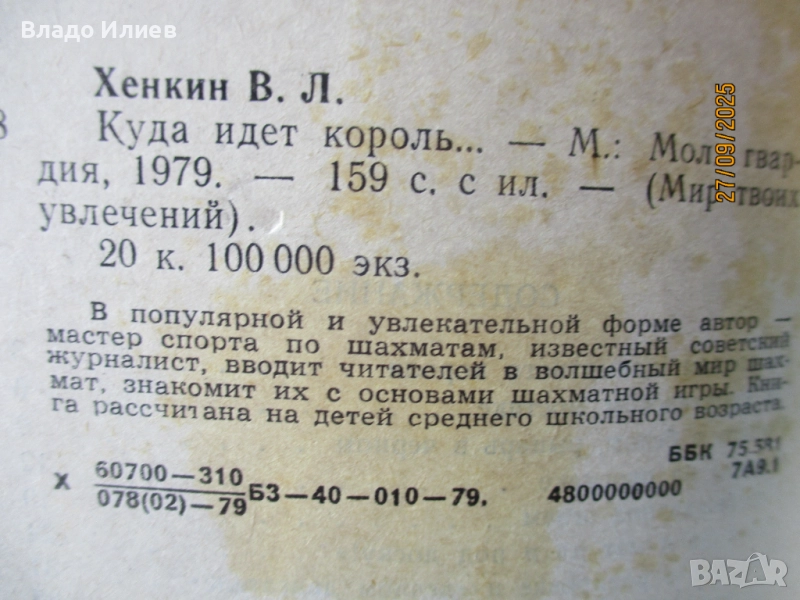 Владо Илиев
Хенкин В. Л.
8
Куда идет король... — М.: Мол. гвар-
дия, 1979. — 159 с. с ил. — (Мир твоих
увлечений).
20 к. 100 000 экз.
СОДЕРЖАНИЕ
В популярной и увлекательной форме автор —
мастер спорта по шахматам, известный советский
журналист, вводит читателей в волшебный мир шах-
мат, знакомит их с основами шахматной игры. Кни-
га рассчитана на детей среднего школьного возраста.
Х 60700—310
078(02)—79 БЗ—40—010—79. 4800000000
ББК 75.581
7А9.1
27/09/2025
BAZAR